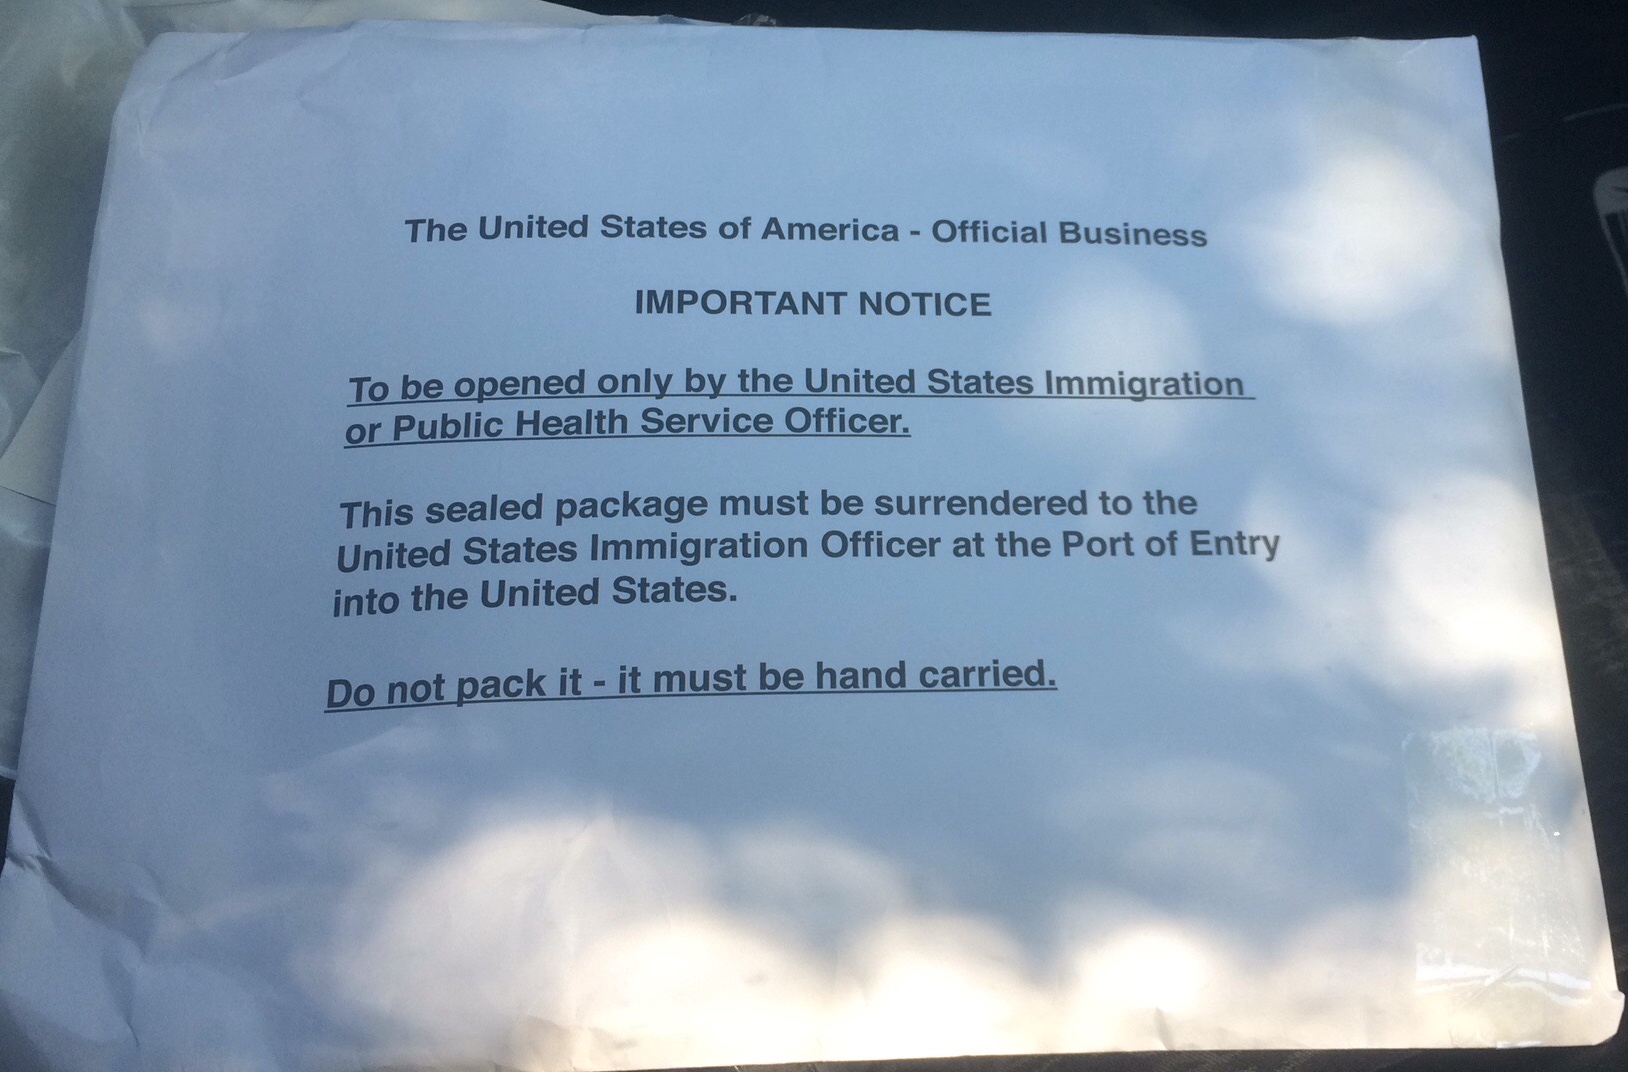 The United States of America - Official Business
IMPORTANT NOTICE
To be opened only by the United States Immigration
or Public Health Service Officer.
This sealed package must be surrendered to the
United States Immigration Officer at the Port of Entry
into the United States.
Do not pack it - it must be hand carried.